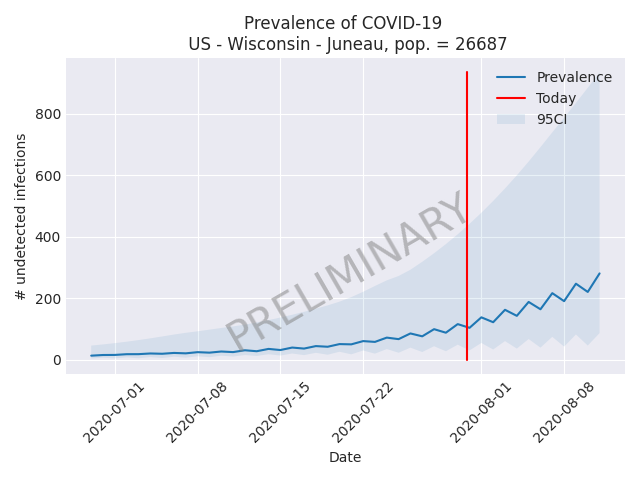 Prevalence of COVID-19
US - Wisconsin - Juneau, pop. = 26687
Prevalence
Today
95CI
800
600
400
200
0
# undetected infections
PRELIMINARY
2020-07-01
2020-07-08
2020-07-15
2020-07-22
2020-08-01
2020-08-08
Date